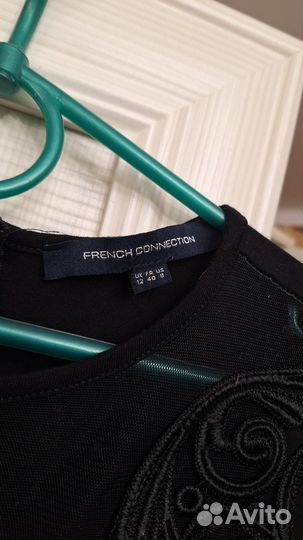 FRENCH CONNECTION
UK FR US
12 40 8
Avito